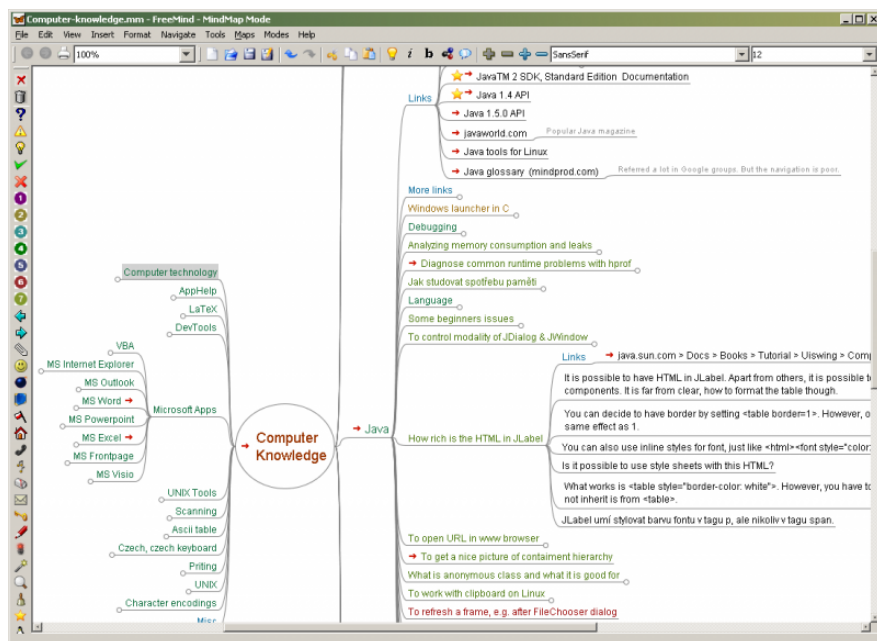 Computer-knowledge.mm - FreeMind - MindMap Mode
File Edit View Insert Format Navigate Tools Maps Modes Help
100%
SansSerif
12
Links
JavaTM 2 SDK, Standard Edition Documentation
Java 1.4 API
Java 1.5.0 API
javaworld.com
Popular Java magazine
Java tools for Linux
Java glossary (mindprod.com)
Referred a lot in Google groups. But the navigation is poor.
More links
Windows launcher in C
Debugging
Analyzing memory consumption and leaks
Diagnose common runtime problems with hprof
Jak studovat spotřebu paměti
Language
Some beginners issues
To control modality of JDialog & JWindow
Computer technology
AppHelp
LaTeX
DevTools
VBA
MS Internet Explorer
MS Outlook
MS Word
MS Powerpoint
MS Excel
MS Frontpage
MS Visio
Microsoft Apps
Computer
Knowledge
Java
How rich is the HTML in JLabel
Links
java.sun.com > Docs > Books > Tutorial > Uiswing > Comp
It is possible to have HTML in JLabel. Apart from others, it is possible t
components. It is far from clear, how to format the table though.
You can decide to have border by setting <table border=1>. However, o
same effect as 1.
You can also use inline styles for font, just like <html><font style="color:
Is it possible to use style sheets with this HTML?
What works is <table style="border-color: white">. However, you have to
not inherit is from <table>.
JLabel umí stylovat barvu fontu v tagu p, ale nikoliv v tagu span.
UNIX Tools
Scanning
Ascii table
Czech, czech keyboard
Priting
UNIX
Character encodings
Misc
To open URL in www browser
To get a nice picture of contaiment hierarchy
What is anonymous class and what it is good for
To work with clipboard on Linux
To refresh a frame, e.g. after FileChooser dialog